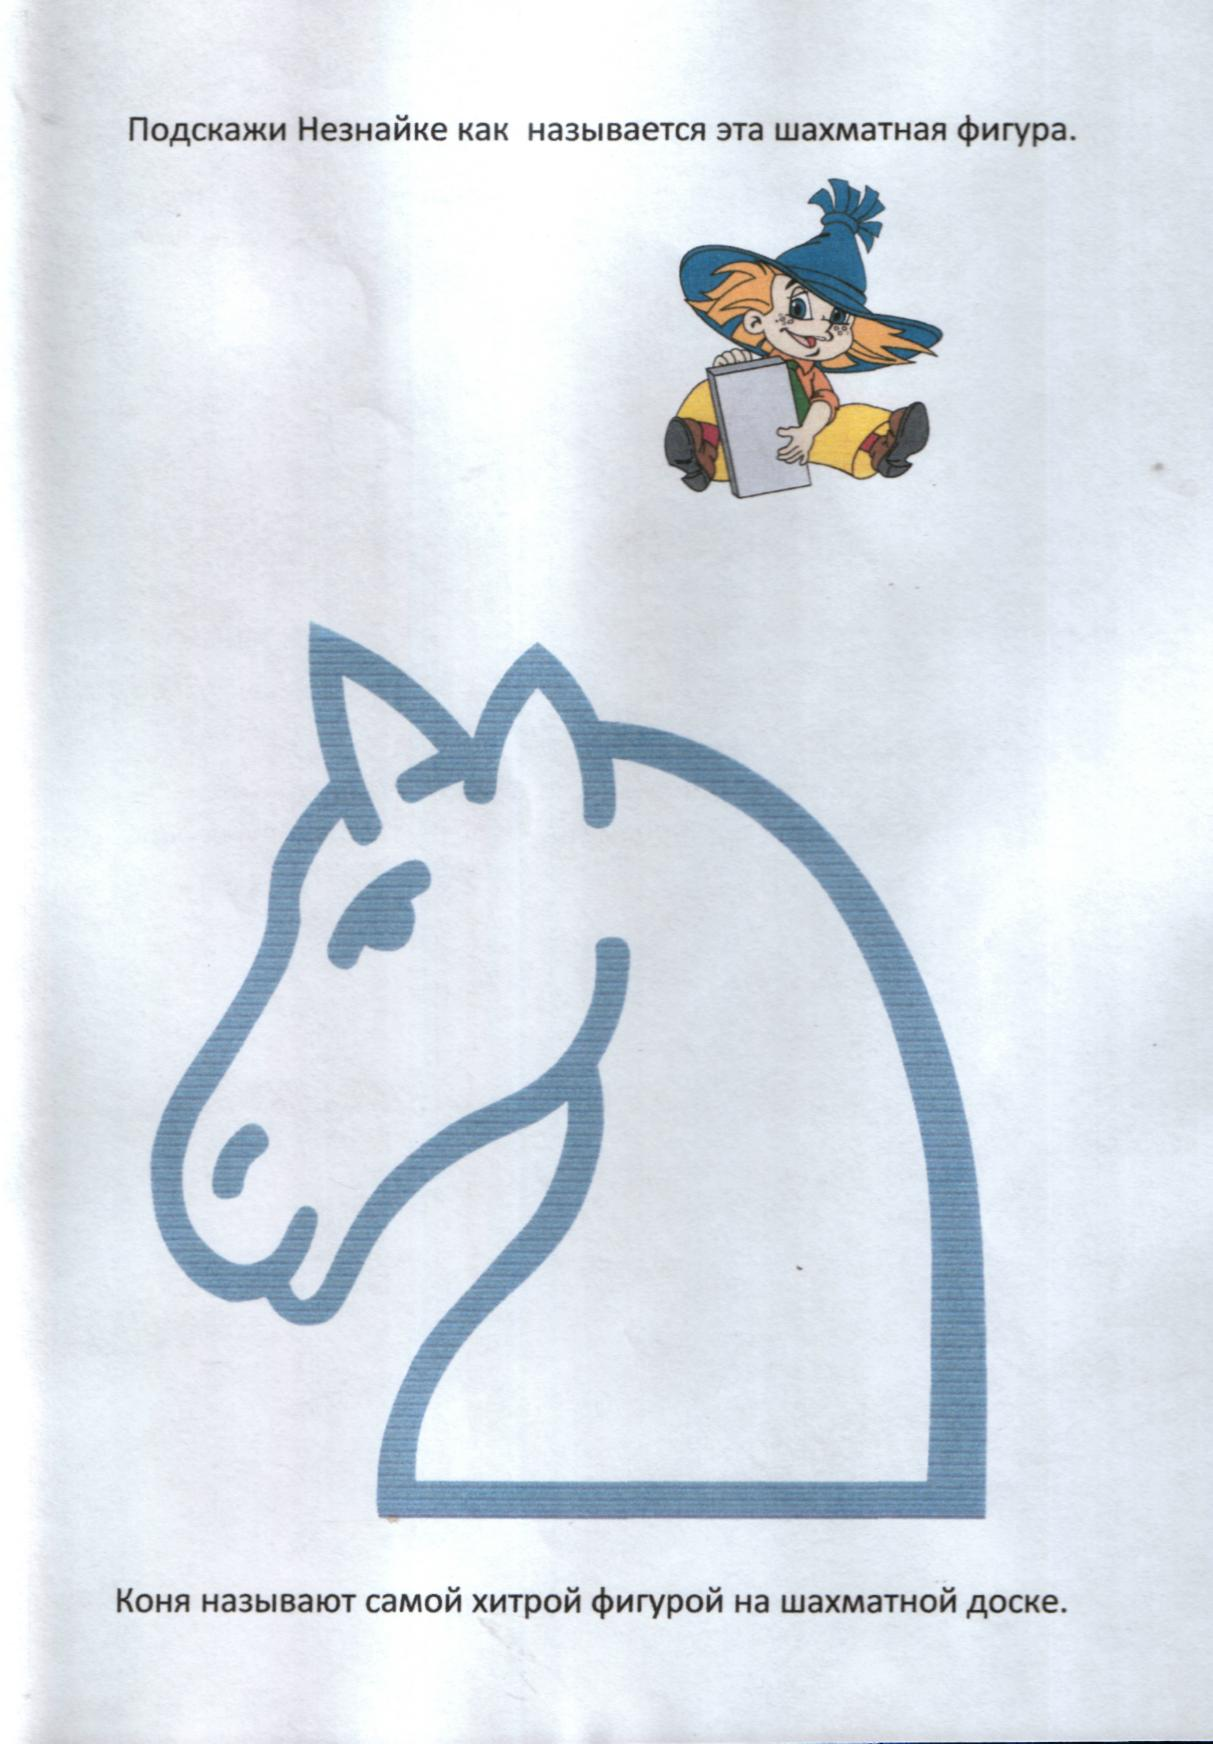 Подскажи Незнайке как  называется эта шахматная фигура.
Коня называют самой хитрой фигурой на шахматной доске.